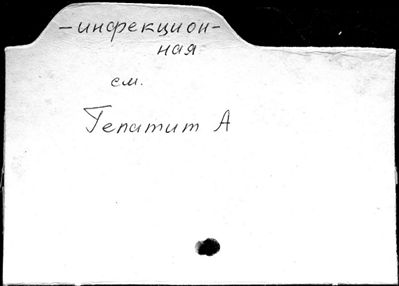 -инфекцион-
ная
см.
Гепатит А